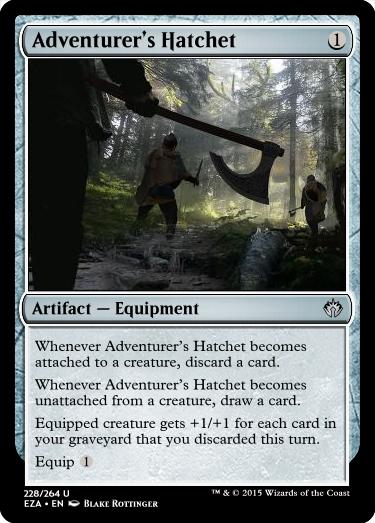 Adventurer's Hatchet 1
Artifact — Equipment
Whenever Adventurer's Hatchet becomes
attached to a creature, discard a card.
Whenever Adventurer's Hatchet becomes
unattached from a creature, draw a card.
Equipped creature gets +1/+1 for each card in
your graveyard that you discarded this turn.
Equip 1
228/264 U
EZA • EN Blake Rottinger
™ & © 2015 Wizards of the Coast